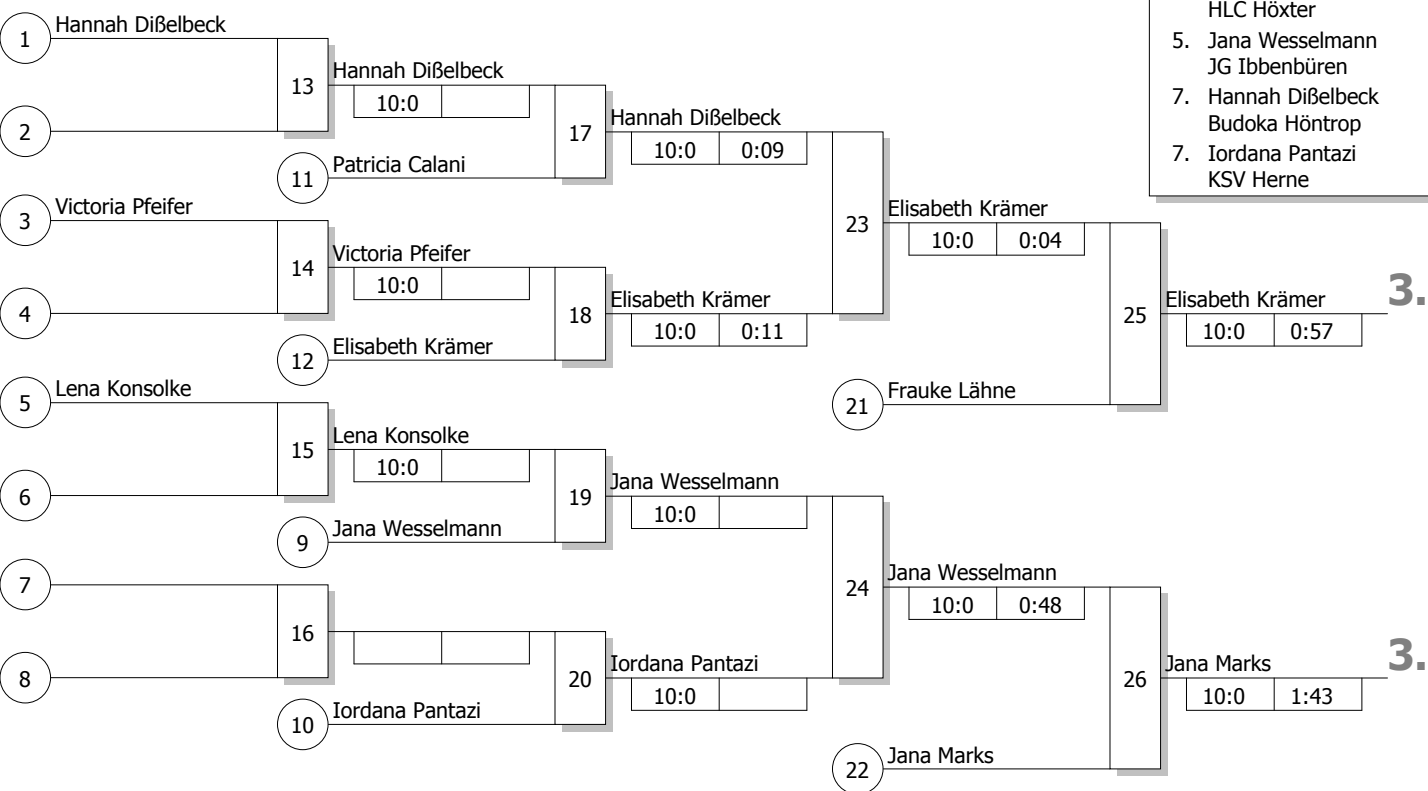 HLC Höxter
5. Jana Wesselmann
JG Ibbenbüren
7. Hannah Dißelbeck
Budoka Höntrop
7. Iordana Pantazi
KSV Herne
1 Hannah Dißelbeck
2
13
Hannah Dißelbeck
10:0
11 Patricia Calani
17
Hannah Dißelbeck
10:0 0:09
3 Victoria Pfeifer
4
14
Victoria Pfeifer
10:0
12 Elisabeth Krämer
18
Elisabeth Krämer
10:0 0:11
23
Elisabeth Krämer
10:0 0:04
21 Frauke Lähne
25
Elisabeth Krämer
10:0 0:57
3.
5 Lena Konsolke
6
15
Lena Konsolke
10:0
9 Jana Wesselmann
19
Jana Wesselmann
10:0
7
8
16
10 Iordana Pantazi
20
Iordana Pantazi
10:0
24
Jana Wesselmann
10:0 0:48
22 Jana Marks
26
Jana Marks
10:0 1:43
3.